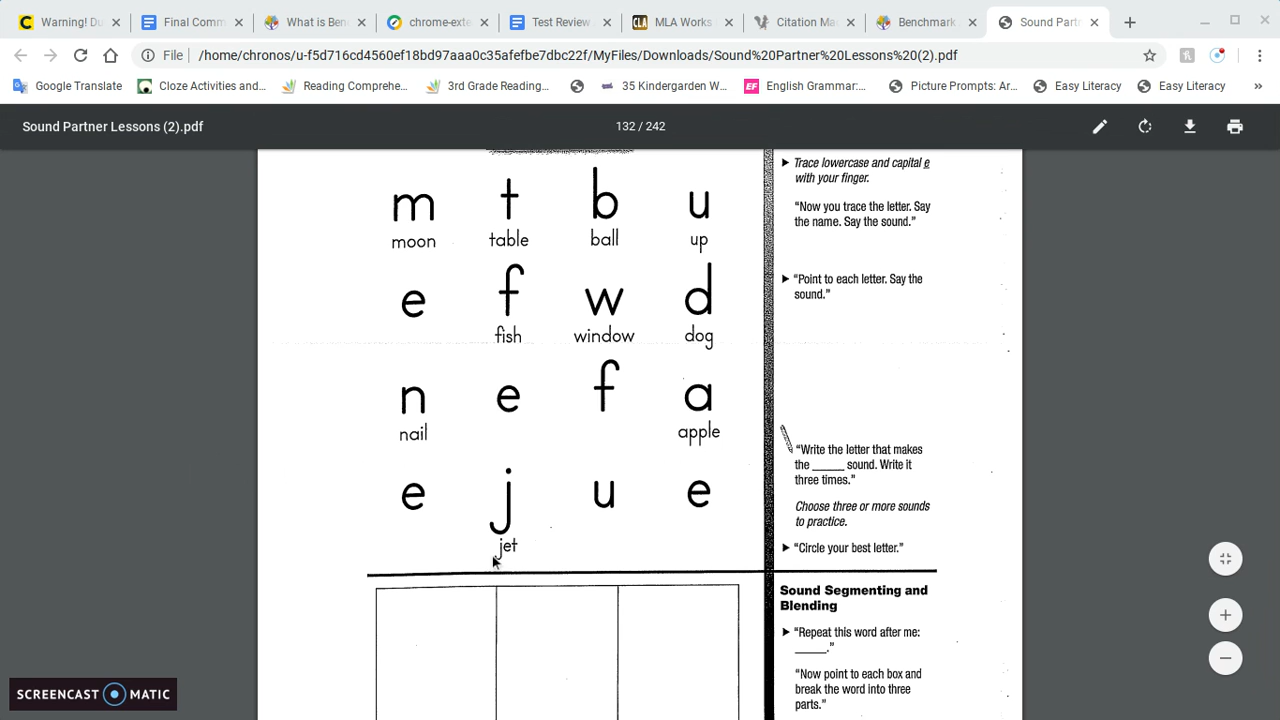 Warning! Du
Final Comm
What is Ben
chrome-exte
Test Review
MLA Works
Citation Ma
Benchmark
Sound Partn
File /home/chronos/u-f5d716cd4560ef18bd97aaa0c35afefbe7dbc22f/MyFiles/Downloads/Sound%20Partner%20Lessons%20(2).pdf
Google Translate
Cloze Activities and...
Reading Comprehe...
3rd Grade Reading...
35 Kindergarden W...
English Grammar:...
Picture Prompts: Ar...
Easy Literacy
Easy Literacy
»
Sound Partner Lessons (2).pdf
132 / 242
m t b u
moon table ball up
e f w d
fish window dog
n e f a
nail apple
e j u e
jet
Trace lowercase and capital e
with your finger.
“Now you trace the letter. Say
the name. Say the sound.”
“Point to each letter. Say the
sound.”
“Write the letter that makes
the _____ sound. Write it
three times.”
Choose three or more sounds
to practice.
“Circle your best letter.”
Sound Segmenting and
Blending
“Repeat this word after me:
_____.”
“Now point to each box and
break the word into three
parts.”
SCREENCAST MATIC